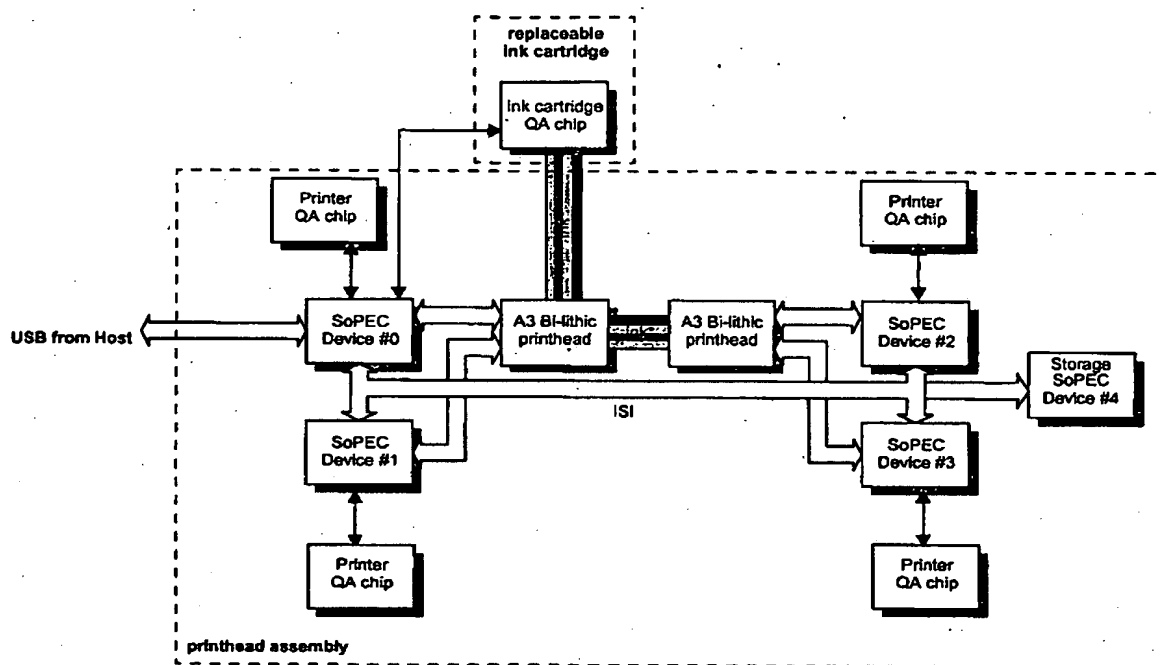 replaceable
ink cartridge
Ink cartridge
QA chip
Printer
QA chip
Printer
QA chip
USB from Host
SoPEC
Device #0
A3 Bi-lithic
printhead
Ink
A3 Bi-lithic
printhead
SoPEC
Device #2
Storage
SoPEC
Device #4
ISI
SoPEC
Device #1
SoPEC
Device #3
Printer
QA chip
Printer
QA chip
printhead assembly